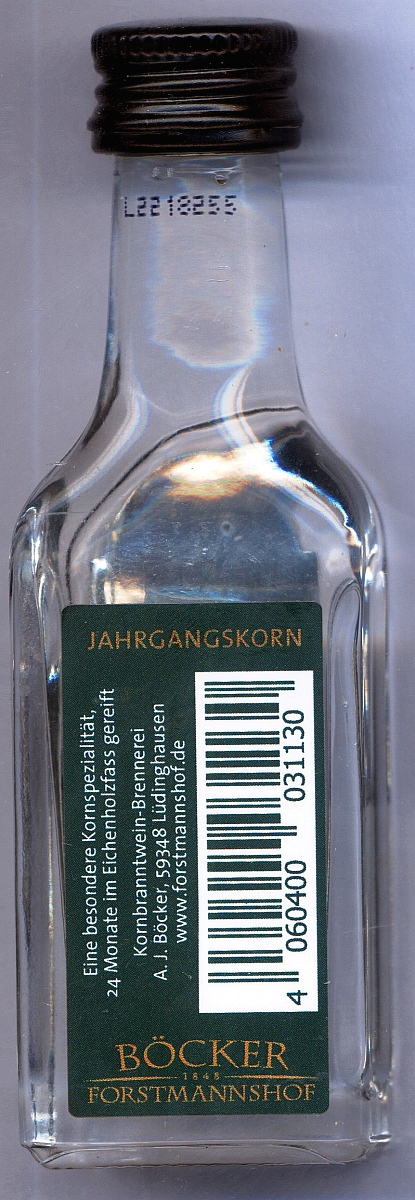 L2218255
JAHRGANGSKORN
Eine besondere Kornspezialität,
24 Monate im Eichenholzfass gereift
Kornbranntwein-Brennerei
A. J. Böcker, 59348 Lüdinghausen
www.forstmannshof.de
4 060400 031130
BÖCKER
1848
FORSTMANNSHOF